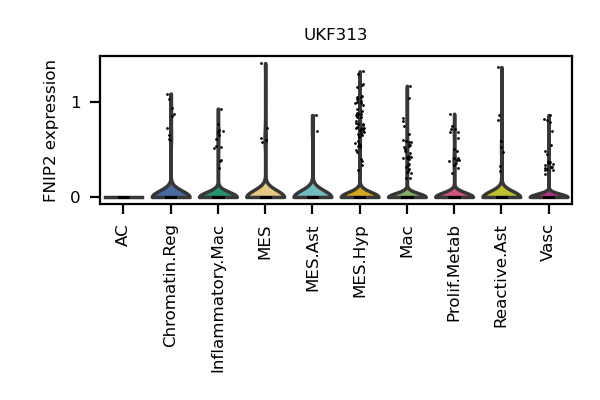 UKF313
FNIP2 expression
1
0
AC
Chromatin.Reg
Inflammatory.Mac
MES
MES.Ast
MES.Hyp
Mac
Prolif.Metab
Reactive.Ast
Vasc